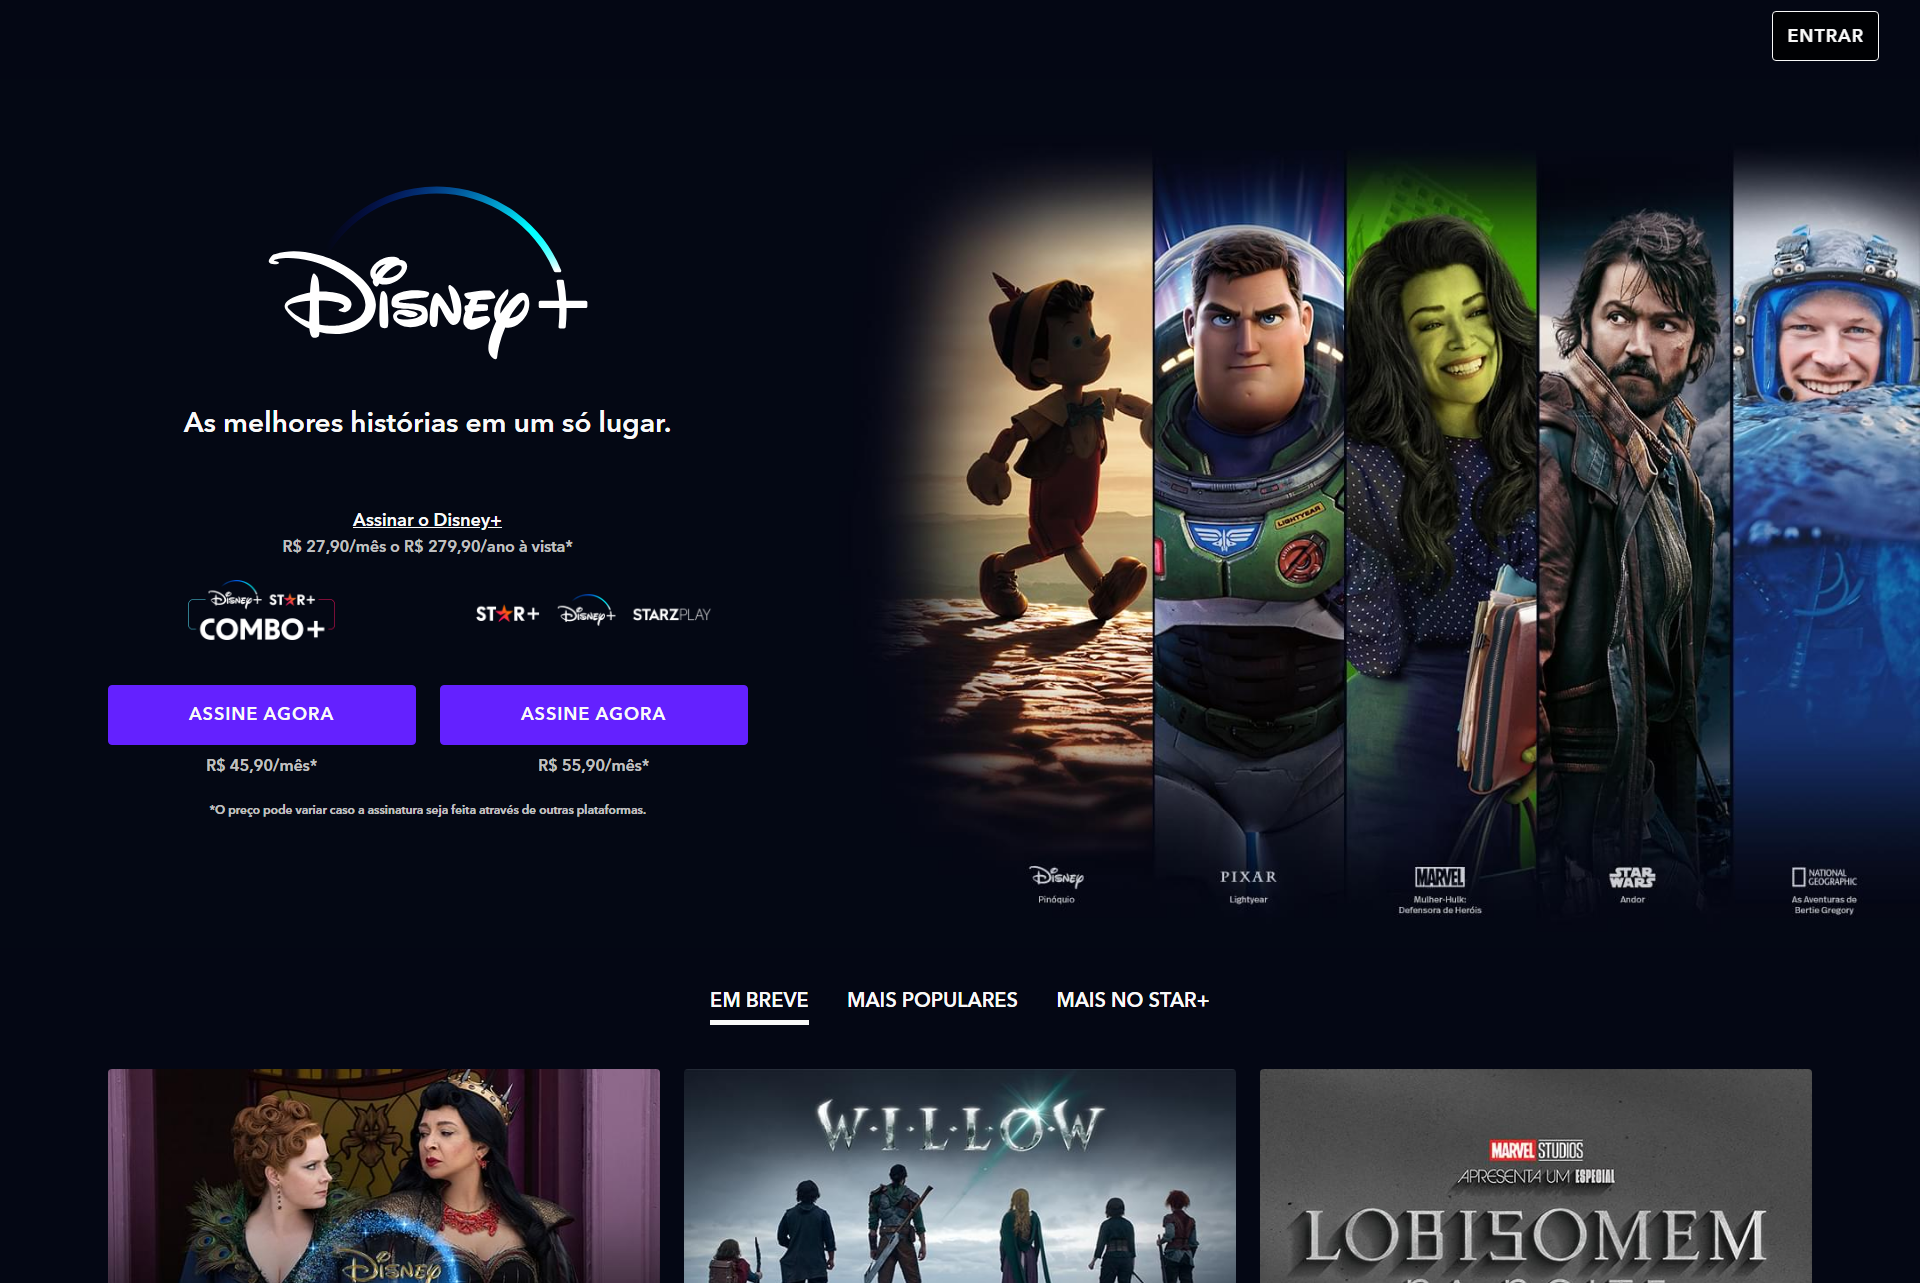 ENTRAR
Disney+
As melhores histórias em um só lugar.
Assinar o Disney+
R$ 27,90/mês o R$ 279,90/ano à vista*
Disney+ STAR+
COMBO+
STAR+ Disney+ STARZPLAY
ASSINE AGORA
R$ 45,90/mês*
ASSINE AGORA
R$ 55,90/mês*
*O preço pode variar caso a assinatura seja feita através de outras plataformas.
LIGHTYEAR
Disney
Pinóquio
PIXAR
Lightyear
MARVEL
Mulher-Hulk:
Defensora de Heróis
STAR
WARS
Andor
NATIONAL
GEOGRAPHIC
As Aventuras de
Bertie Gregory
EM BREVE
MAIS POPULARES
MAIS NO STAR+
Disney
WILLOW
MARVEL STUDIOS
APRESENTA UM ESPECIAL
LOBISOMEM